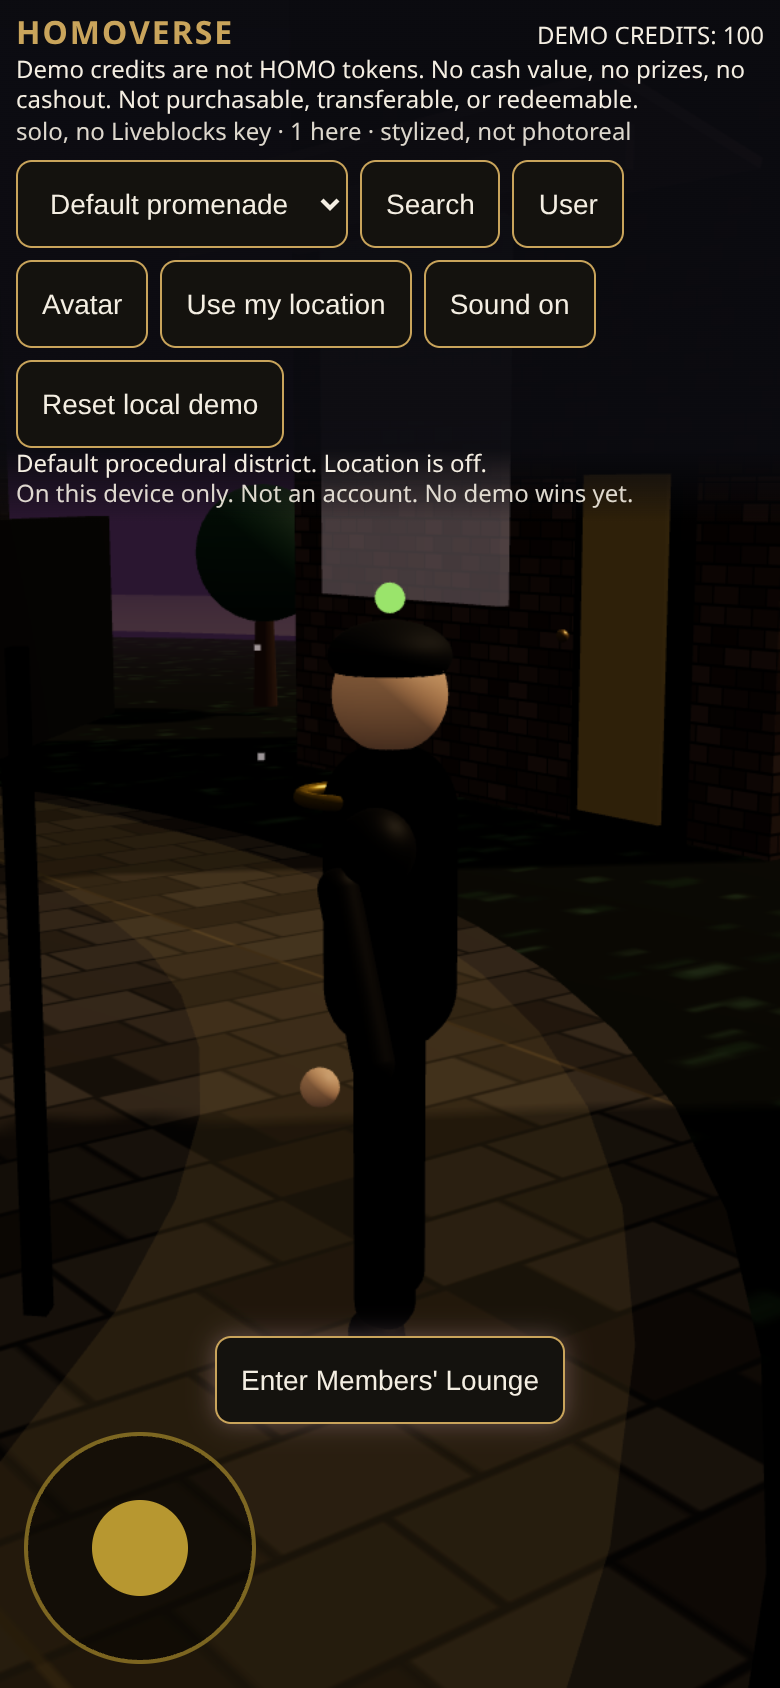 HOMOVERSE
DEMO CREDITS: 100
Demo credits are not HOMO tokens. No cash value, no prizes, no
cashout. Not purchasable, transferable, or redeemable.
solo, no Liveblocks key · 1 here · stylized, not photoreal
Default promenade
Search
User
Avatar
Use my location
Sound on
Reset local demo
Default procedural district. Location is off.
On this device only. Not an account. No demo wins yet.
Enter Members' Lounge